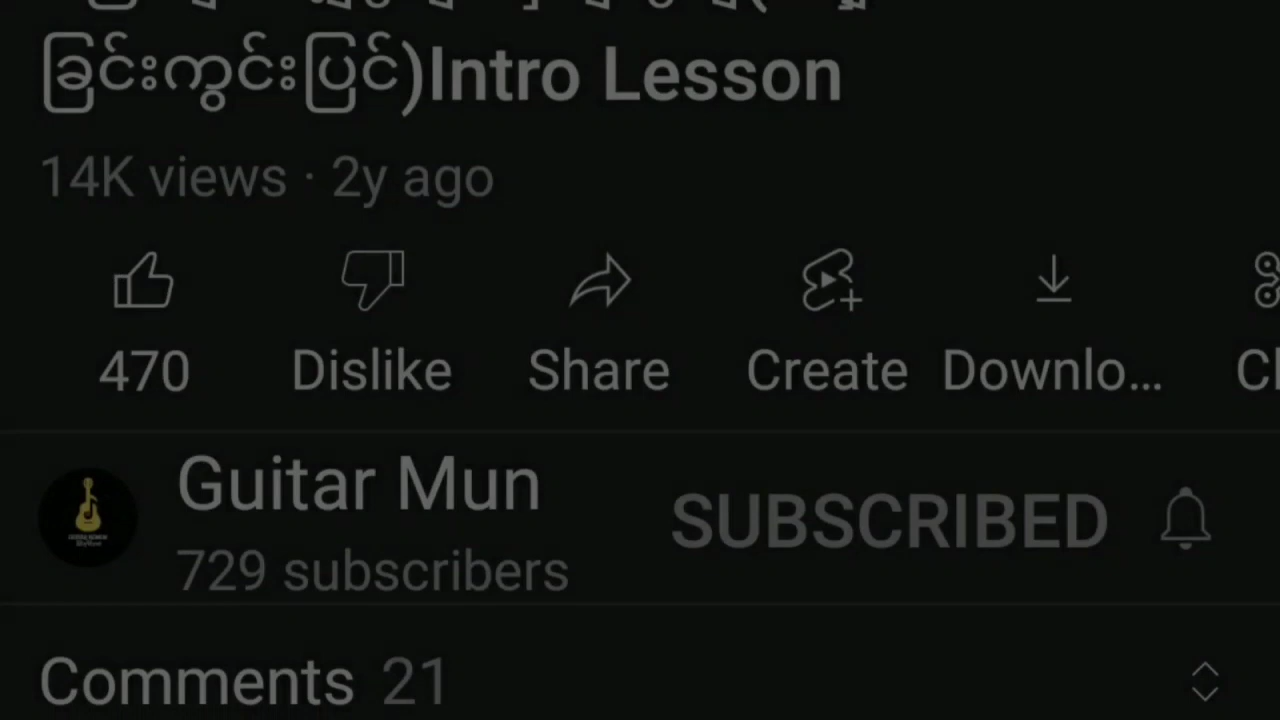 ခြင်းကွင်းပြင်)Intro Lesson
14K views · 2y ago
470 Dislike Share Create Downlo...
Guitar Mun
SUBSCRIBED
729 subscribers
Comments 21